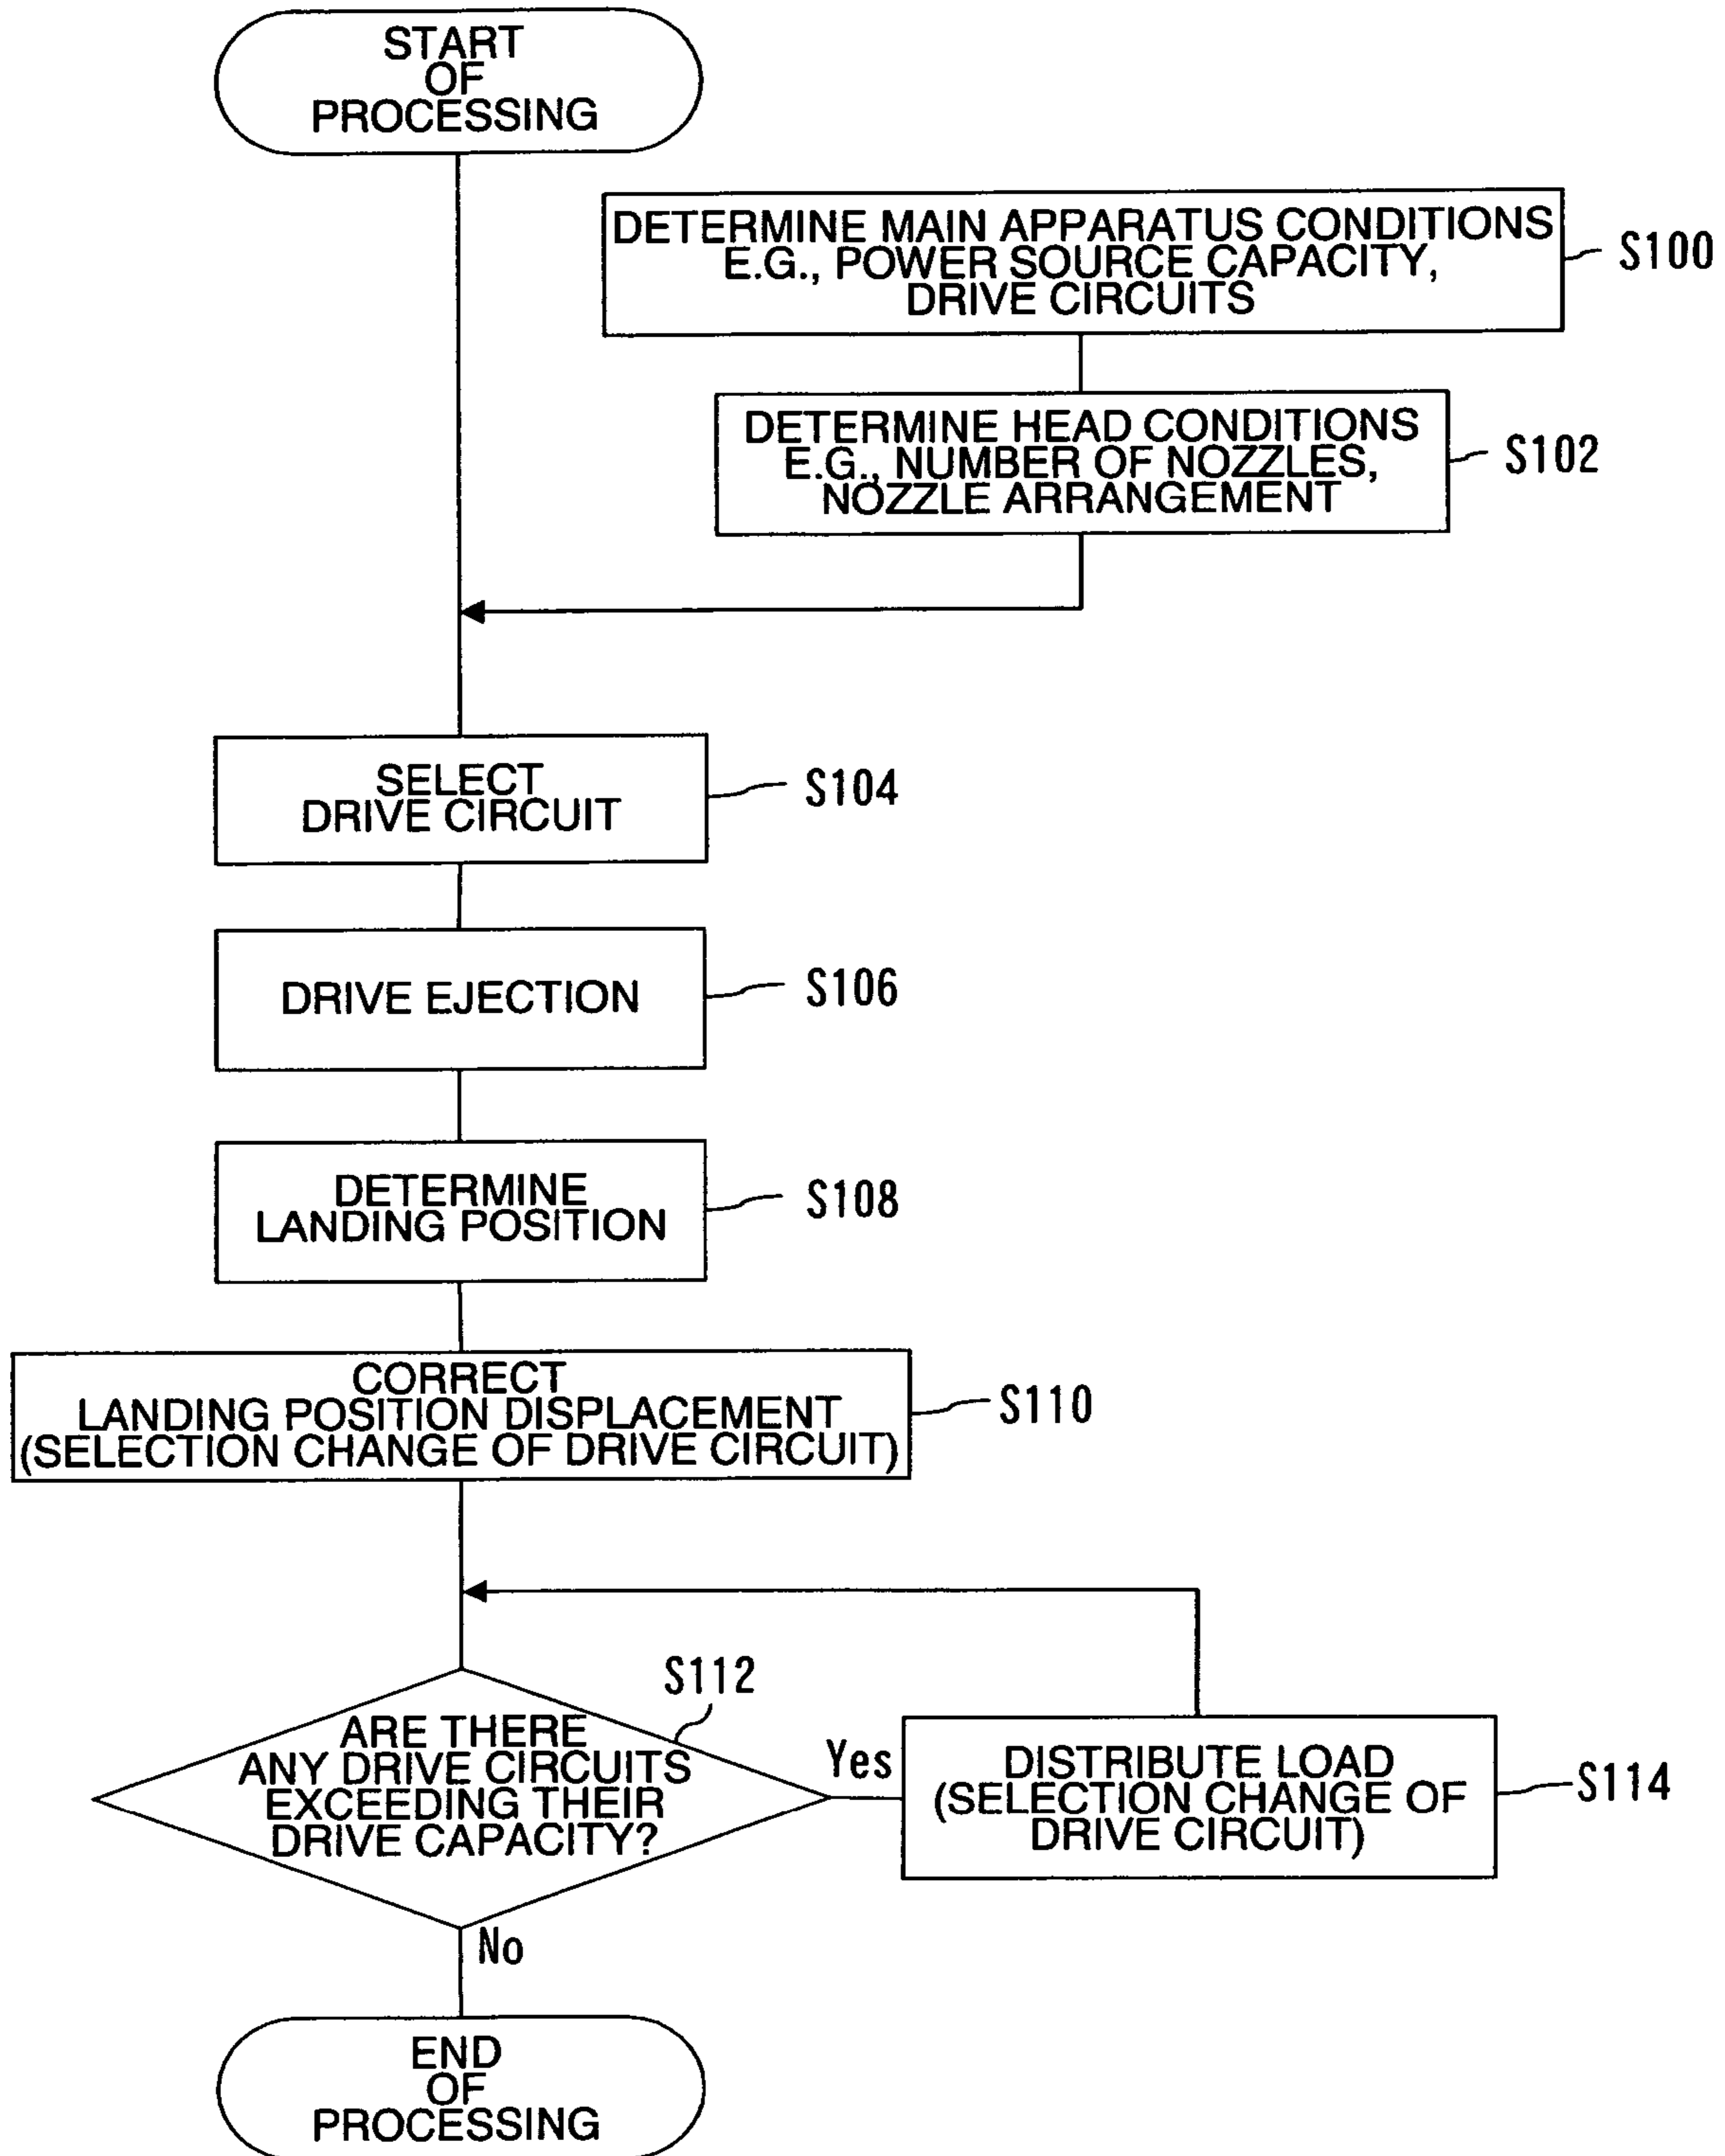 START
OF
PROCESSING
DETERMINE MAIN APPARATUS CONDITIONS
E.G., POWER SOURCE CAPACITY,
DRIVE CIRCUITS
S100
DETERMINE HEAD CONDITIONS
E.G., NUMBER OF NOZZLES,
NOZZLE ARRANGEMENT
S102
SELECT
DRIVE CIRCUIT
S104
DRIVE EJECTION
S106
DETERMINE
LANDING POSITION
S108
CORRECT
LANDING POSITION DISPLACEMENT
(SELECTION CHANGE OF DRIVE CIRCUIT)
S110
S112
ARE THERE
ANY DRIVE CIRCUITS
EXCEEDING THEIR
DRIVE CAPACITY?
Yes
DISTRIBUTE LOAD
(SELECTION CHANGE OF
DRIVE CIRCUIT)
S114
No
END
OF
PROCESSING